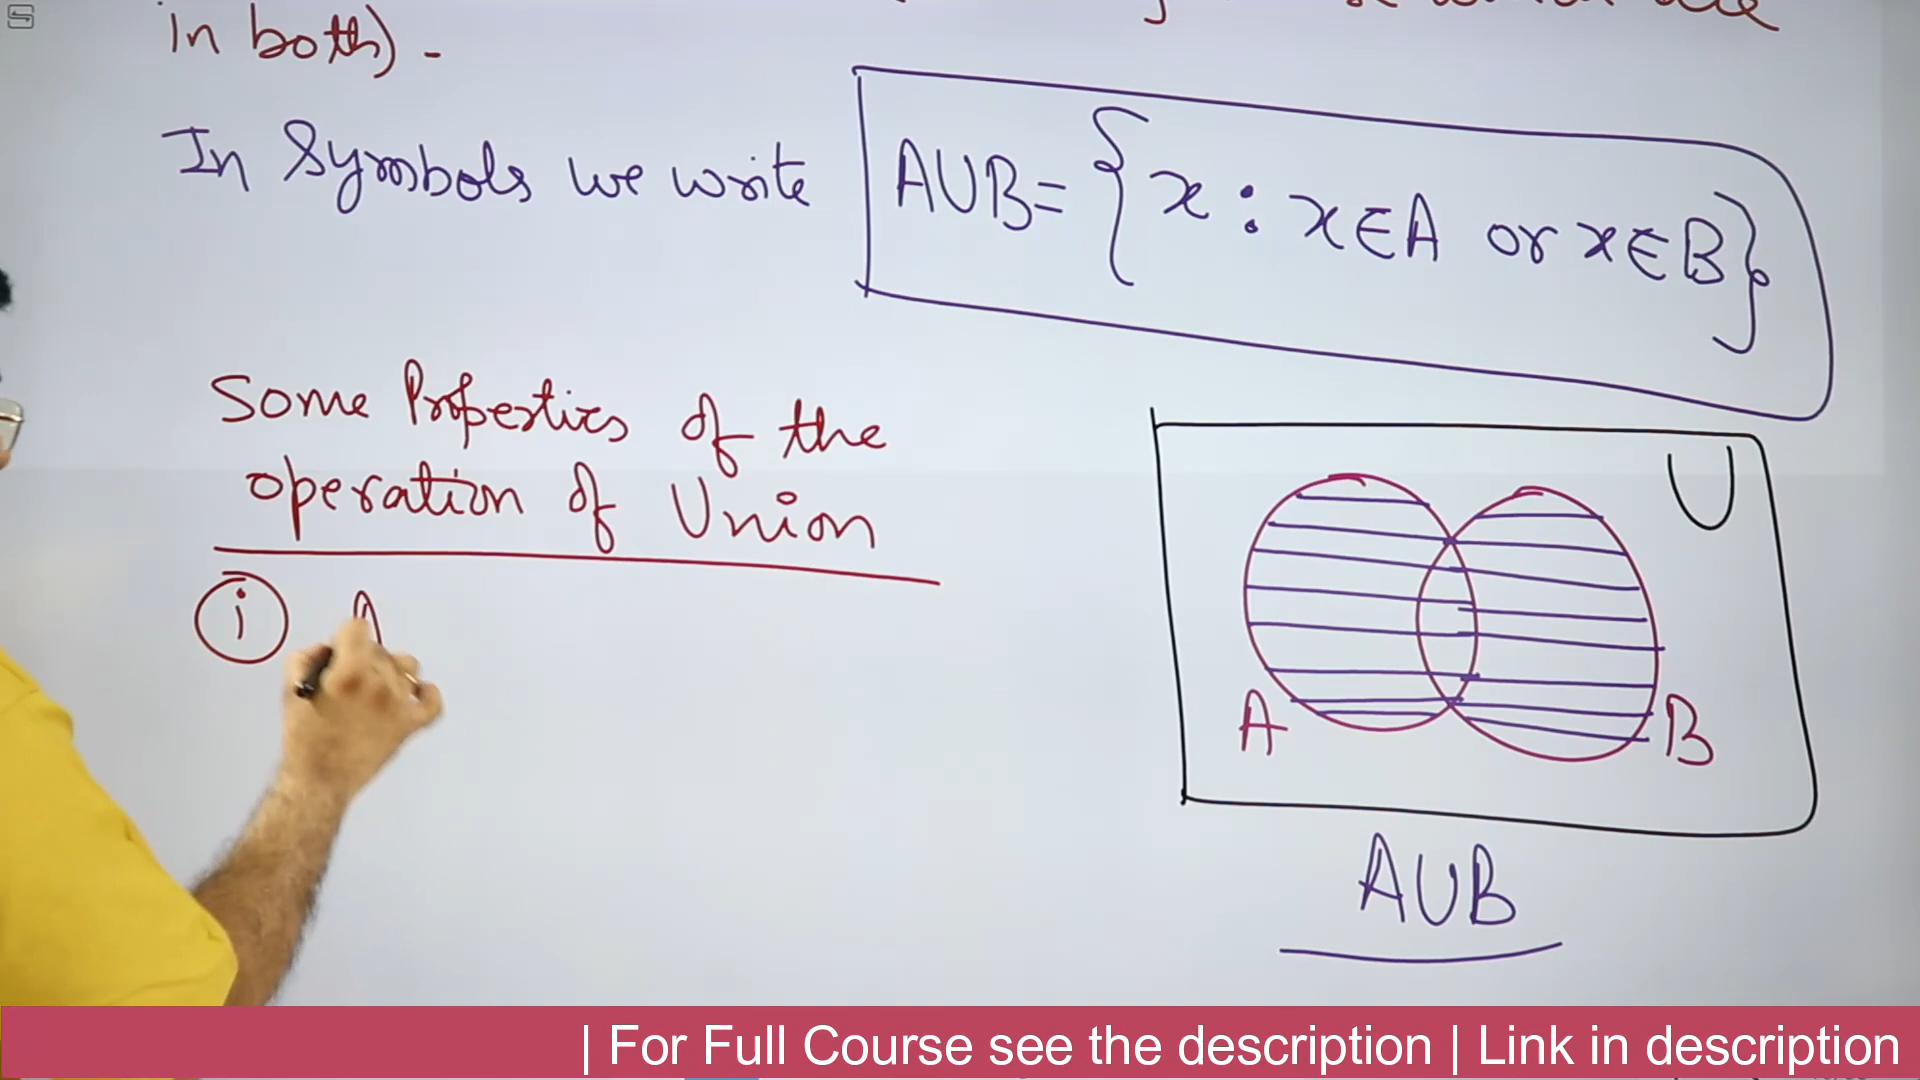 in both).
In Symbols we write A∪B = { x : x∈A or x∈B }
Some Properties of the
operation of Union
i A
U
A B
A∪B
| For Full Course see the description | Link in description